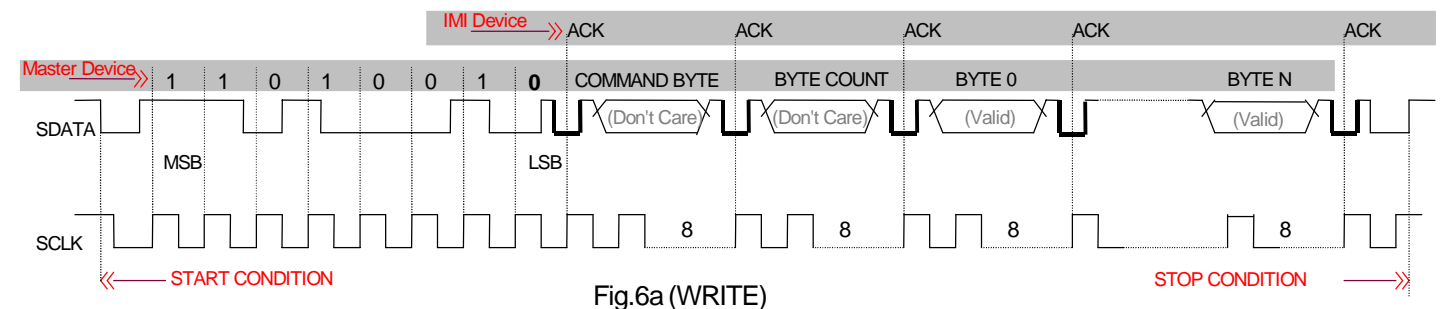 IMI Device ACK ACK ACK ACK ACK
Master Device 1 1 0 1 0 0 1 0 COMMAND BYTE BYTE COUNT BYTE 0 BYTE N
SDATA (Don't Care) (Don't Care) (Valid) (Valid)
MSB LSB
SCLK 8 8 8 8
START CONDITION STOP CONDITION
Fig.6a (WRITE)